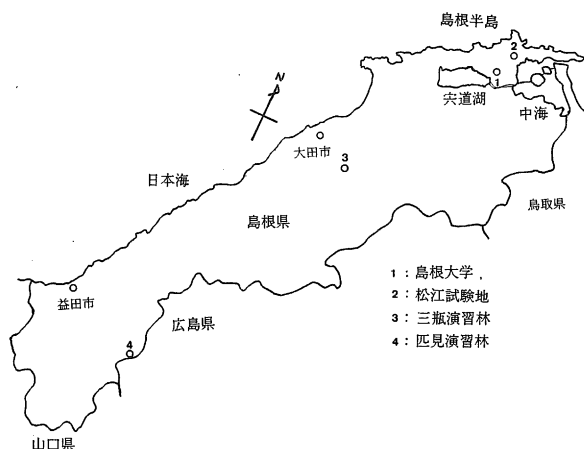 島根半島
2
1
宍道湖
中海
N
大田市
3
日本海
鳥取県
島根県
1：島根大学．
2：松江試験地
益田市
3：三瓶演習林
広島県
4：匹見演習林
4
山口県